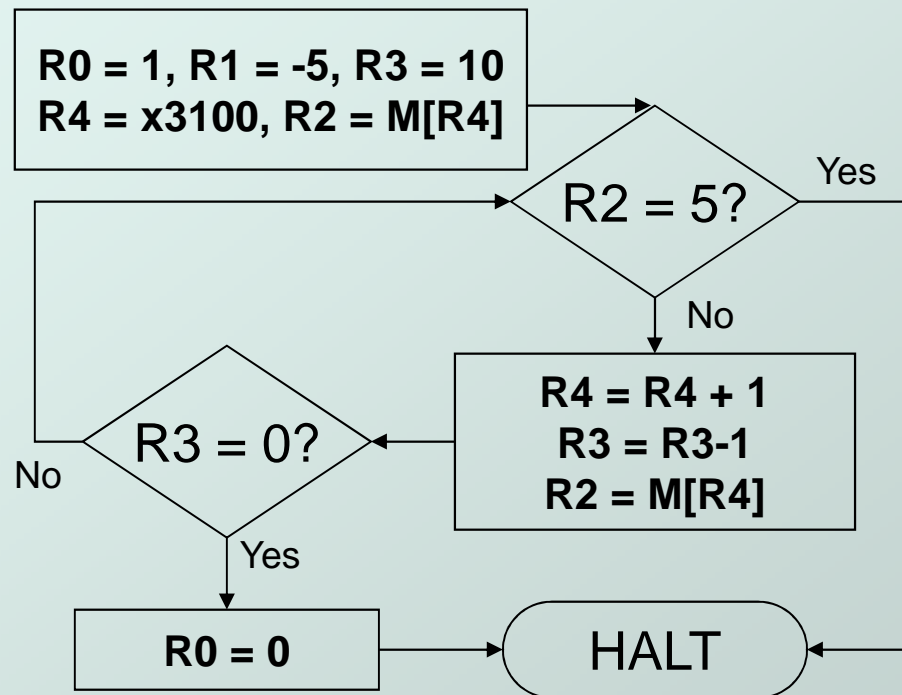 R0 = 1, R1 = -5, R3 = 10
R4 = x3100, R2 = M[R4]
R2 = 5?
Yes
No
R4 = R4 + 1
R3 = R3-1
R2 = M[R4]
R3 = 0?
No
Yes
R0 = 0
HALT